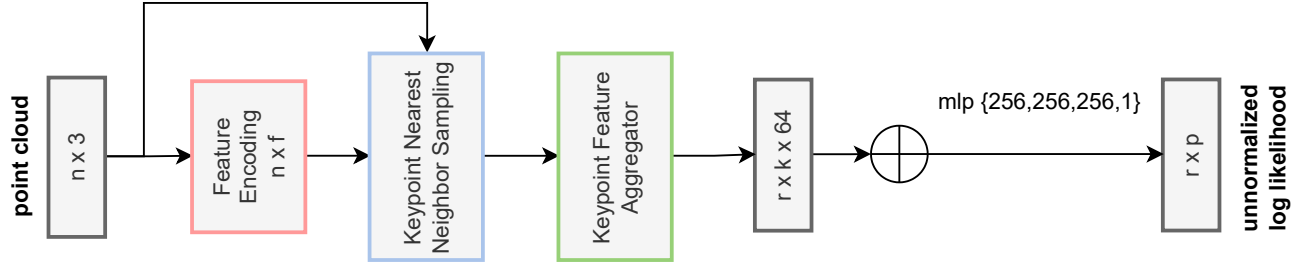 point cloud
n x 3
Feature
Encoding
n x f
Keypoint Nearest
Neighbor Sampling
Keypoint Feature
Aggregator
r x k x 64
mlp {256,256,256,1}
r x p
unnormalized
log likelihood